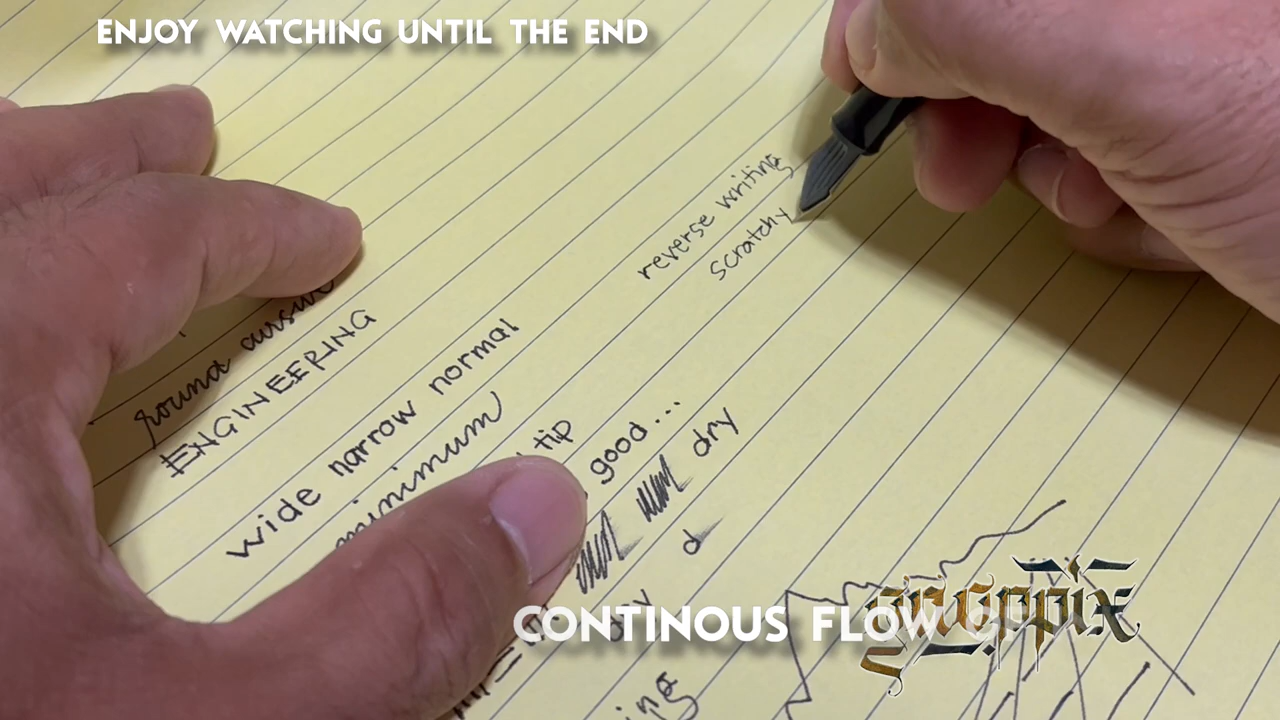 ENJOY WATCHING UNTIL THE END
reverse writing
scratchy
round cursive
ENGINEERING
wide narrow normal
minimum
tip
good...
dry
d
CONTINOUS FLOW
gnoppix